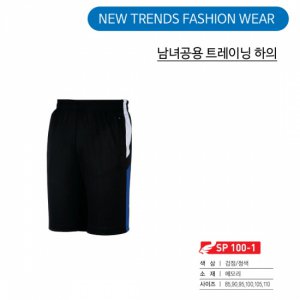 NEW TRENDS FASHION WEAR
남녀공용 트레이닝 하의
SP 100-1
색 상 | 검정/청색
소 재 | 메모리
사이즈 | 85,90,95,100,105,110